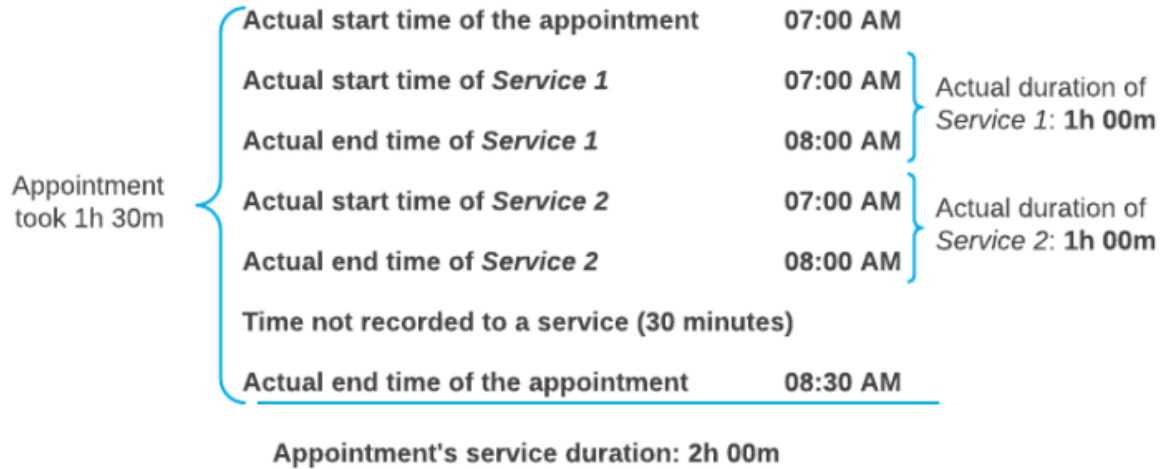 Actual start time of the appointment 07:00 AM
Actual start time of Service 1 07:00 AM
Actual duration of
Service 1: 1h 00m
Actual end time of Service 1 08:00 AM
Appointment
took 1h 30m
Actual start time of Service 2 07:00 AM
Actual duration of
Service 2: 1h 00m
Actual end time of Service 2 08:00 AM
Time not recorded to a service (30 minutes)
Actual end time of the appointment 08:30 AM
Appointment's service duration: 2h 00m